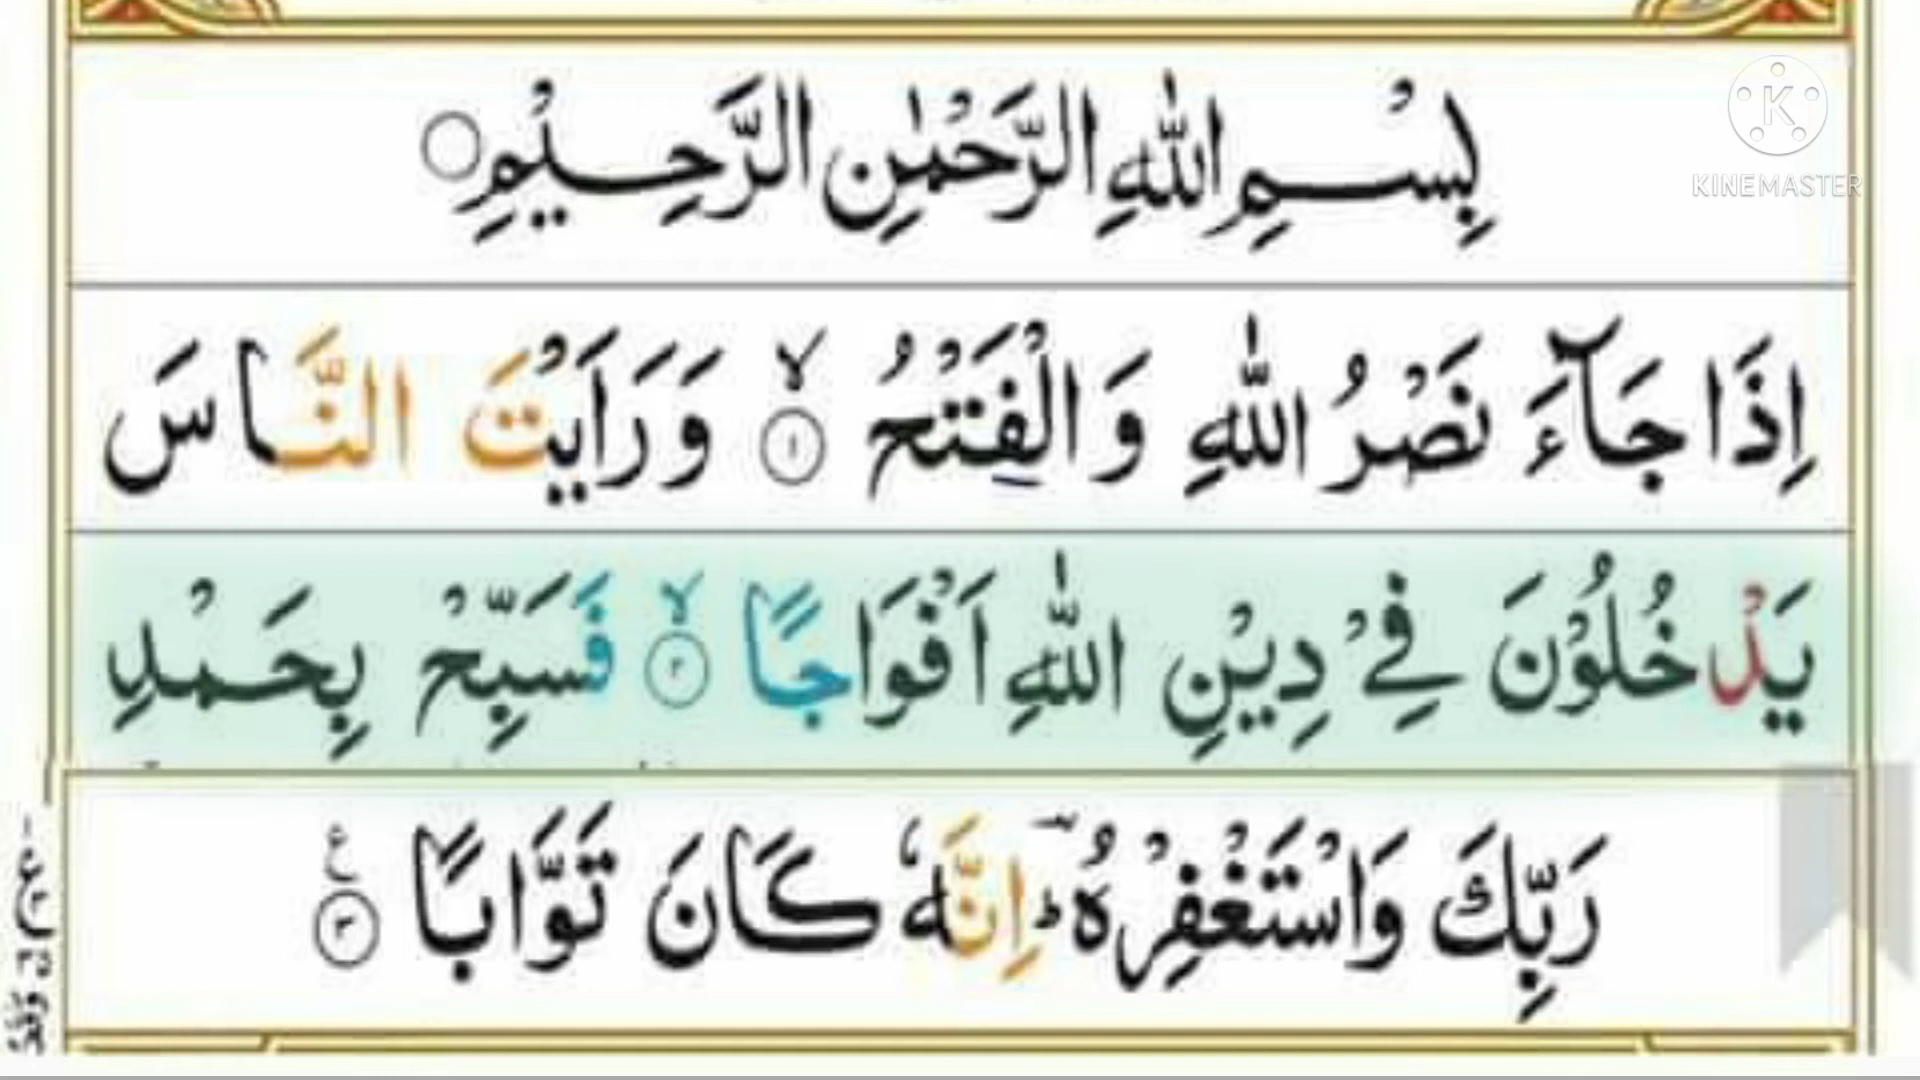 بِسْمِ اللّٰهِ الرَّحْمٰنِ الرَّحِيْمِ ○
KINEMASTER
اِذَا جَآءَ نَصْرُ اللّٰهِ وَالْفَتْحُ ۙ ۱ وَرَاَيْتَ النَّاسَ
يَدْخُلُوْنَ فِيْ دِيْنِ اللّٰهِ اَفْوَاجًا ۙ ۲ فَسَبِّحْ بِحَمْدِ
رَبِّكَ وَاسْتَغْفِرْهُ ؕ اِنَّهٗ كَانَ تَوَّابًا ۳ ع